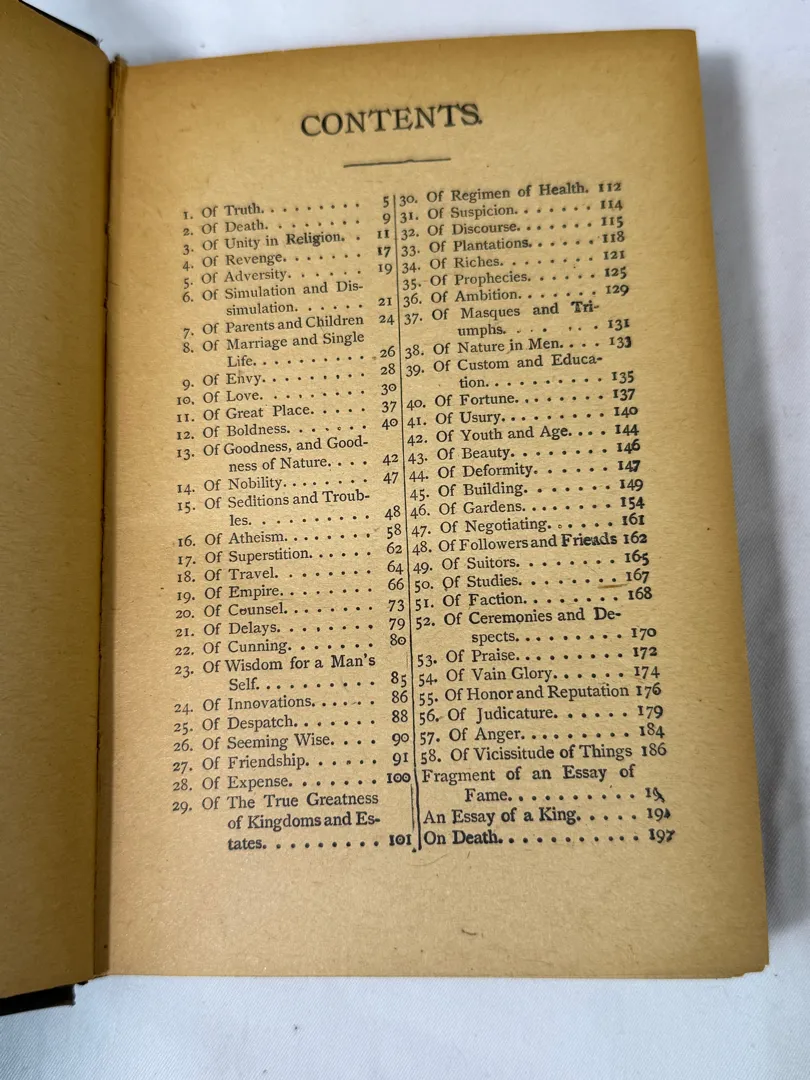 CONTENTS.
1. Of Truth. . . . . . . . . 5
2. Of Death. . . . . . . . . 9
3. Of Unity in Religion. . 11
4. Of Revenge. . . . . . . 17
5. Of Adversity. . . . . . 19
6. Of Simulation and Dis-
simulation. . . . . . 21
7. Of Parents and Children 24
8. Of Marriage and Single
Life. . . . . . . . . . 26
9. Of Envy. . . . . . . . . 28
10. Of Love. . . . . . . . . 30
11. Of Great Place. . . . . 37
12. Of Boldness. . . . . . . 40
13. Of Goodness, and Good-
ness of Nature. . . . 42
14. Of Nobility. . . . . . . 47
15. Of Seditions and Troub-
les. . . . . . . . . . 48
16. Of Atheism. . . . . . . 58
17. Of Superstition. . . . . 62
18. Of Travel. . . . . . . . 64
19. Of Empire. . . . . . . . 66
20. Of Counsel. . . . . . . 73
21. Of Delays. . . . . . . . 79
22. Of Cunning. . . . . . . 80
23. Of Wisdom for a Man's
Self. . . . . . . . . . 85
24. Of Innovations. . . . . 86
25. Of Despatch. . . . . . 88
26. Of Seeming Wise. . . . 90
27. Of Friendship. . . . . . 91
28. Of Expense. . . . . . . 100
29. Of The True Greatness
of Kingdoms and Es-
tates. . . . . . . . . 101
30. Of Regimen of Health. 112
31. Of Suspicion. . . . . . . 114
32. Of Discourse. . . . . . . 115
33. Of Plantations. . . . . . 118
34. Of Riches. . . . . . . . 121
35. Of Prophecies. . . . . . 125
36. Of Ambition. . . . . . . 129
37. Of Masques and Tri-
umphs. . . . . . . 131
38. Of Nature in Men. . . . 133
39. Of Custom and Educa-
tion. . . . . . . . . . 135
40. Of Fortune. . . . . . . . 137
41. Of Usury. . . . . . . . . 140
42. Of Youth and Age. . . . 144
43. Of Beauty. . . . . . . . 146
44. Of Deformity. . . . . . 147
45. Of Building. . . . . . . 149
46. Of Gardens. . . . . . . . 154
47. Of Negotiating. . . . . . 161
48. Of Followers and Friends 162
49. Of Suitors. . . . . . . . 165
50. Of Studies. . . . . . . . 167
51. Of Faction. . . . . . . . 168
52. Of Ceremonies and De-
spects. . . . . . . . . 170
53. Of Praise. . . . . . . . . 172
54. Of Vain Glory. . . . . . 174
55. Of Honor and Reputation 176
56. Of Judicature. . . . . . 179
57. Of Anger. . . . . . . . . 184
58. Of Vicissitude of Things 186
Fragment of an Essay of
Fame. . . . . . . . . .
An Essay of a King. . . . .
On Death. . . . . . . . . . . 197